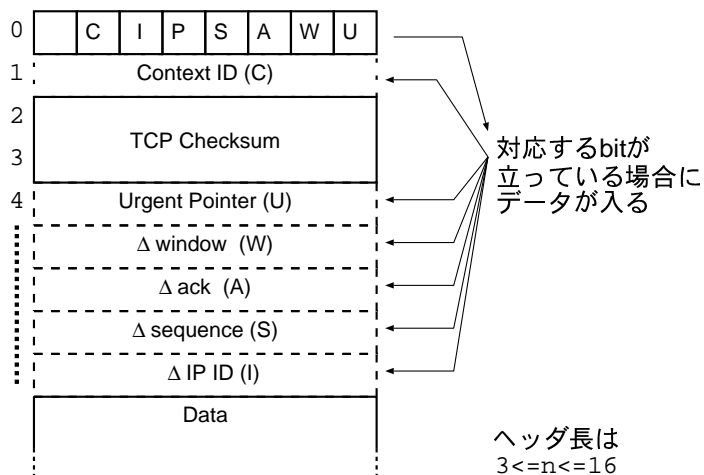 0 C I P S A W U
1 Context ID (C)
2
TCP Checksum
3
4 Urgent Pointer (U)
Δ window (W)
Δ ack (A)
Δ sequence (S)
Δ IP ID (I)
Data
対応するbitが
立っている場合に
データが入る
ヘッダ長は
3<=n<=16